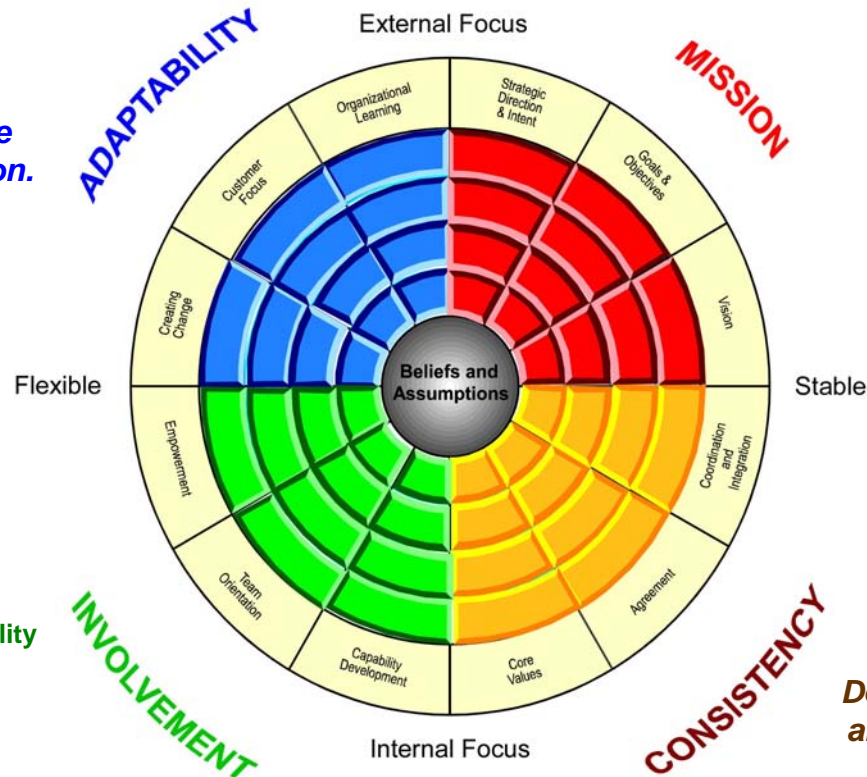 External Focus
ADAPTABILITY
MISSION
Organizational
Learning
Strategic
Direction
& Intent
Customer
Focus
Goals &
Objectives
Creating
Change
Vision
Flexible
Beliefs and
Assumptions
Stable
Empowerment
Coordination
and
Integration
Team
Orientation
Agreement
Capability
Development
Core
Values
INVOLVEMENT
CONSISTENCY
Internal Focus